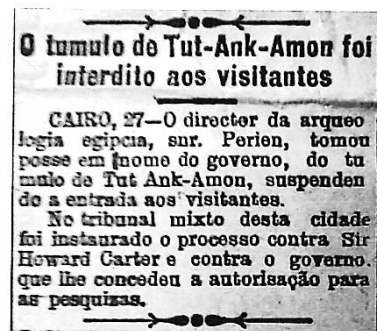 O tumulo de Tut-Ank-Amon foi
interdito aos visitantes
CAIRO, 27—O director da arqueo
logia egipcia, snr. Perien, tomou
posse em nome do governo, do tu
mulo de Tut Ank-Amon, suspenden
do a entrada aos visitantes.
No tribunal mixto desta cidade
foi instaurado o processo contra Sir
Howard Carter e contra o governo.
que lhe concedeu a autorisação para
as pesquizas.